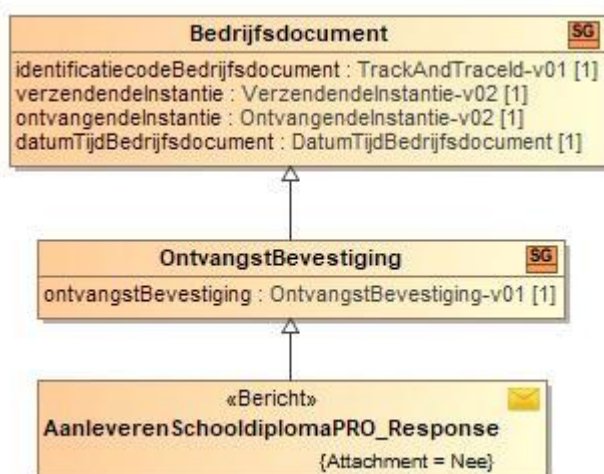 Bedrijfsdocument SG
identificatiecodeBedrijfsdocument : TrackAndTraceId-v01 [1]
verzendendeInstantie : VerzendendeInstantie-v02 [1]
ontvangendeInstantie : OntvangendeInstantie-v02 [1]
datumTijdBedrijfsdocument : DatumTijdBedrijfsdocument [1]
OntvangstBevestiging SG
ontvangstBevestiging : OntvangstBevestiging-v01 [1]
«Bericht»
AanleverenSchooldiplomaPRO_Response
{Attachment = Nee}